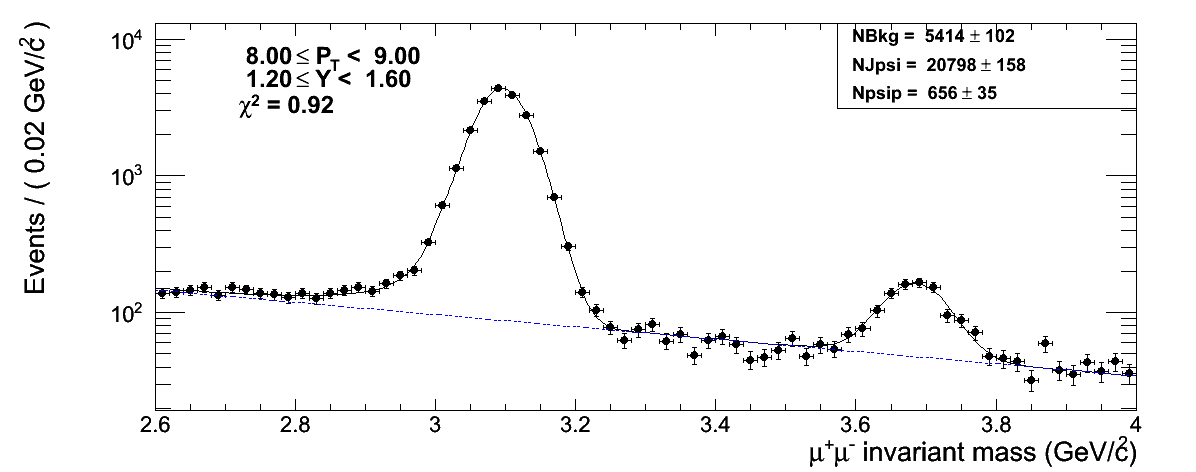 Events / ( 0.02 GeV/c² )
10⁴
10³
10²
8.00 ≤ P_T < 9.00
1.20 ≤ Y < 1.60
χ² = 0.92
NBkg = 5414 ± 102
NJpsi = 20798 ± 158
Npsip = 656 ± 35
2.6 2.8 3 3.2 3.4 3.6 3.8 4
μ⁺μ⁻ invariant mass (GeV/c²)